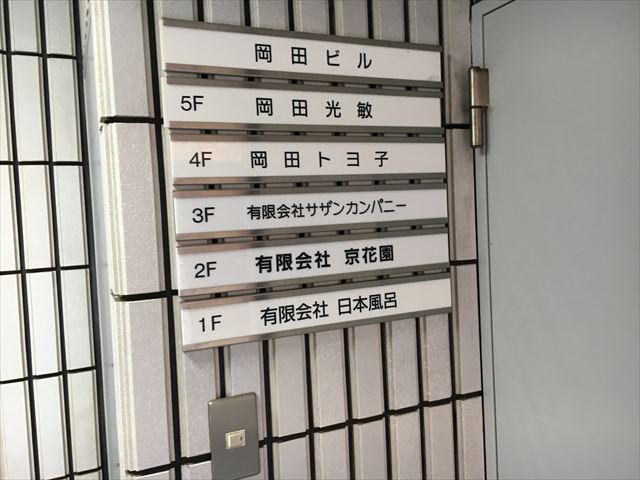 岡田ビル
5F 岡田光敏
4F 岡田トヨ子
3F 有限会社サザンカンパニー
2F 有限会社 京花園
1F 有限会社 日本風呂